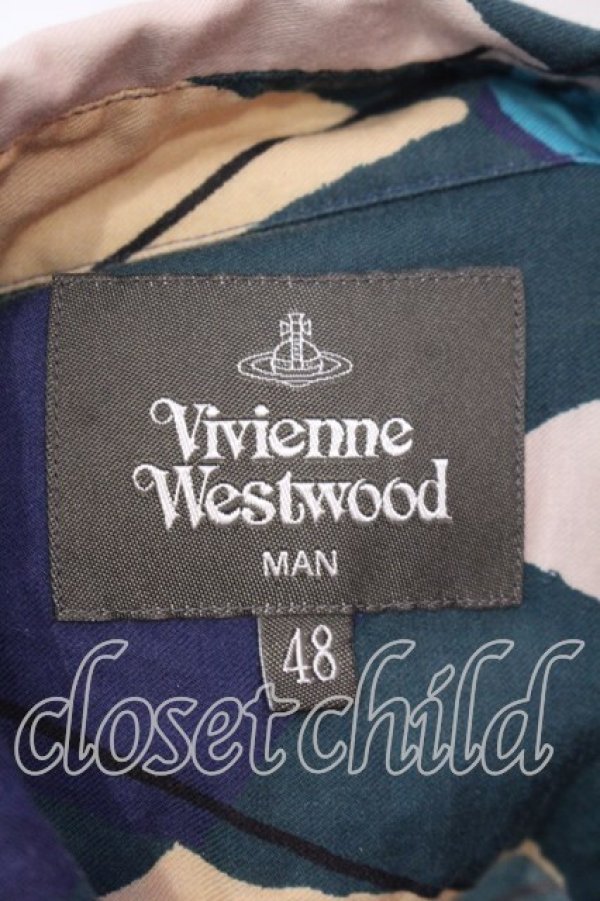 Vivienne
Westwood
MAN
48
closet child